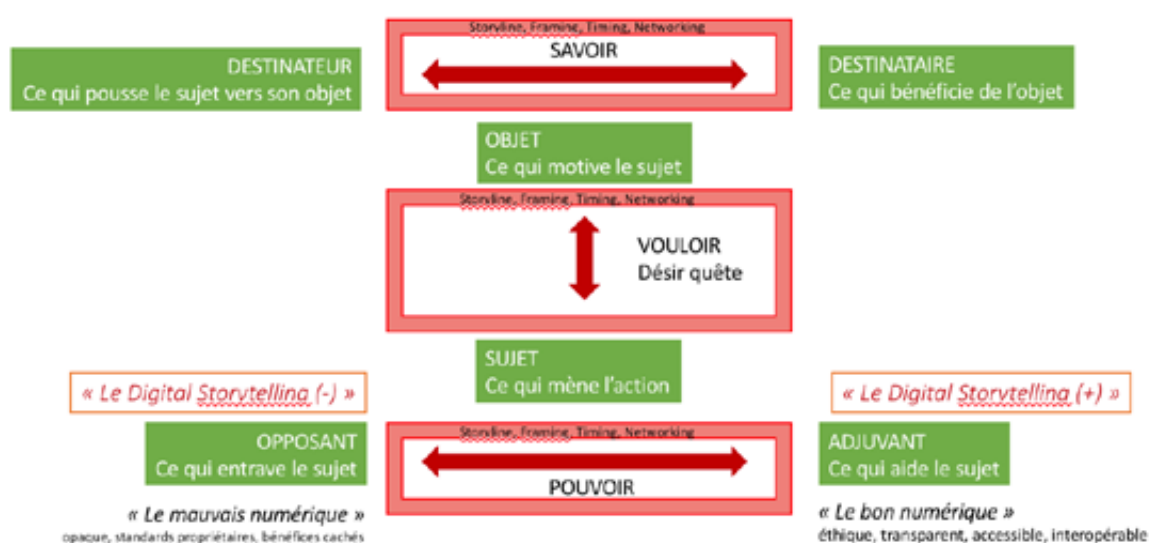 Storyline, Framing, Timing, Networking
SAVOIR
DESTINATEUR
Ce qui pousse le sujet vers son objet
DESTINATAIRE
Ce qui bénéficie de l'objet
OBJET
Ce qui motive le sujet
Storyline, Framing, Timing, Networking
VOULOIR
Désir quête
SUJET
Ce qui mène l'action
« Le Digital Storytelling (-) »
« Le Digital Storytelling (+) »
Storyline, Framing, Timing, Networking
OPPOSANT
Ce qui entrave le sujet
POUVOIR
ADJUVANT
Ce qui aide le sujet
« Le mauvais numérique »
opaque, standards propriétaires, bénéfices cachés
« Le bon numérique »
éthique, transparent, accessible, interopérable